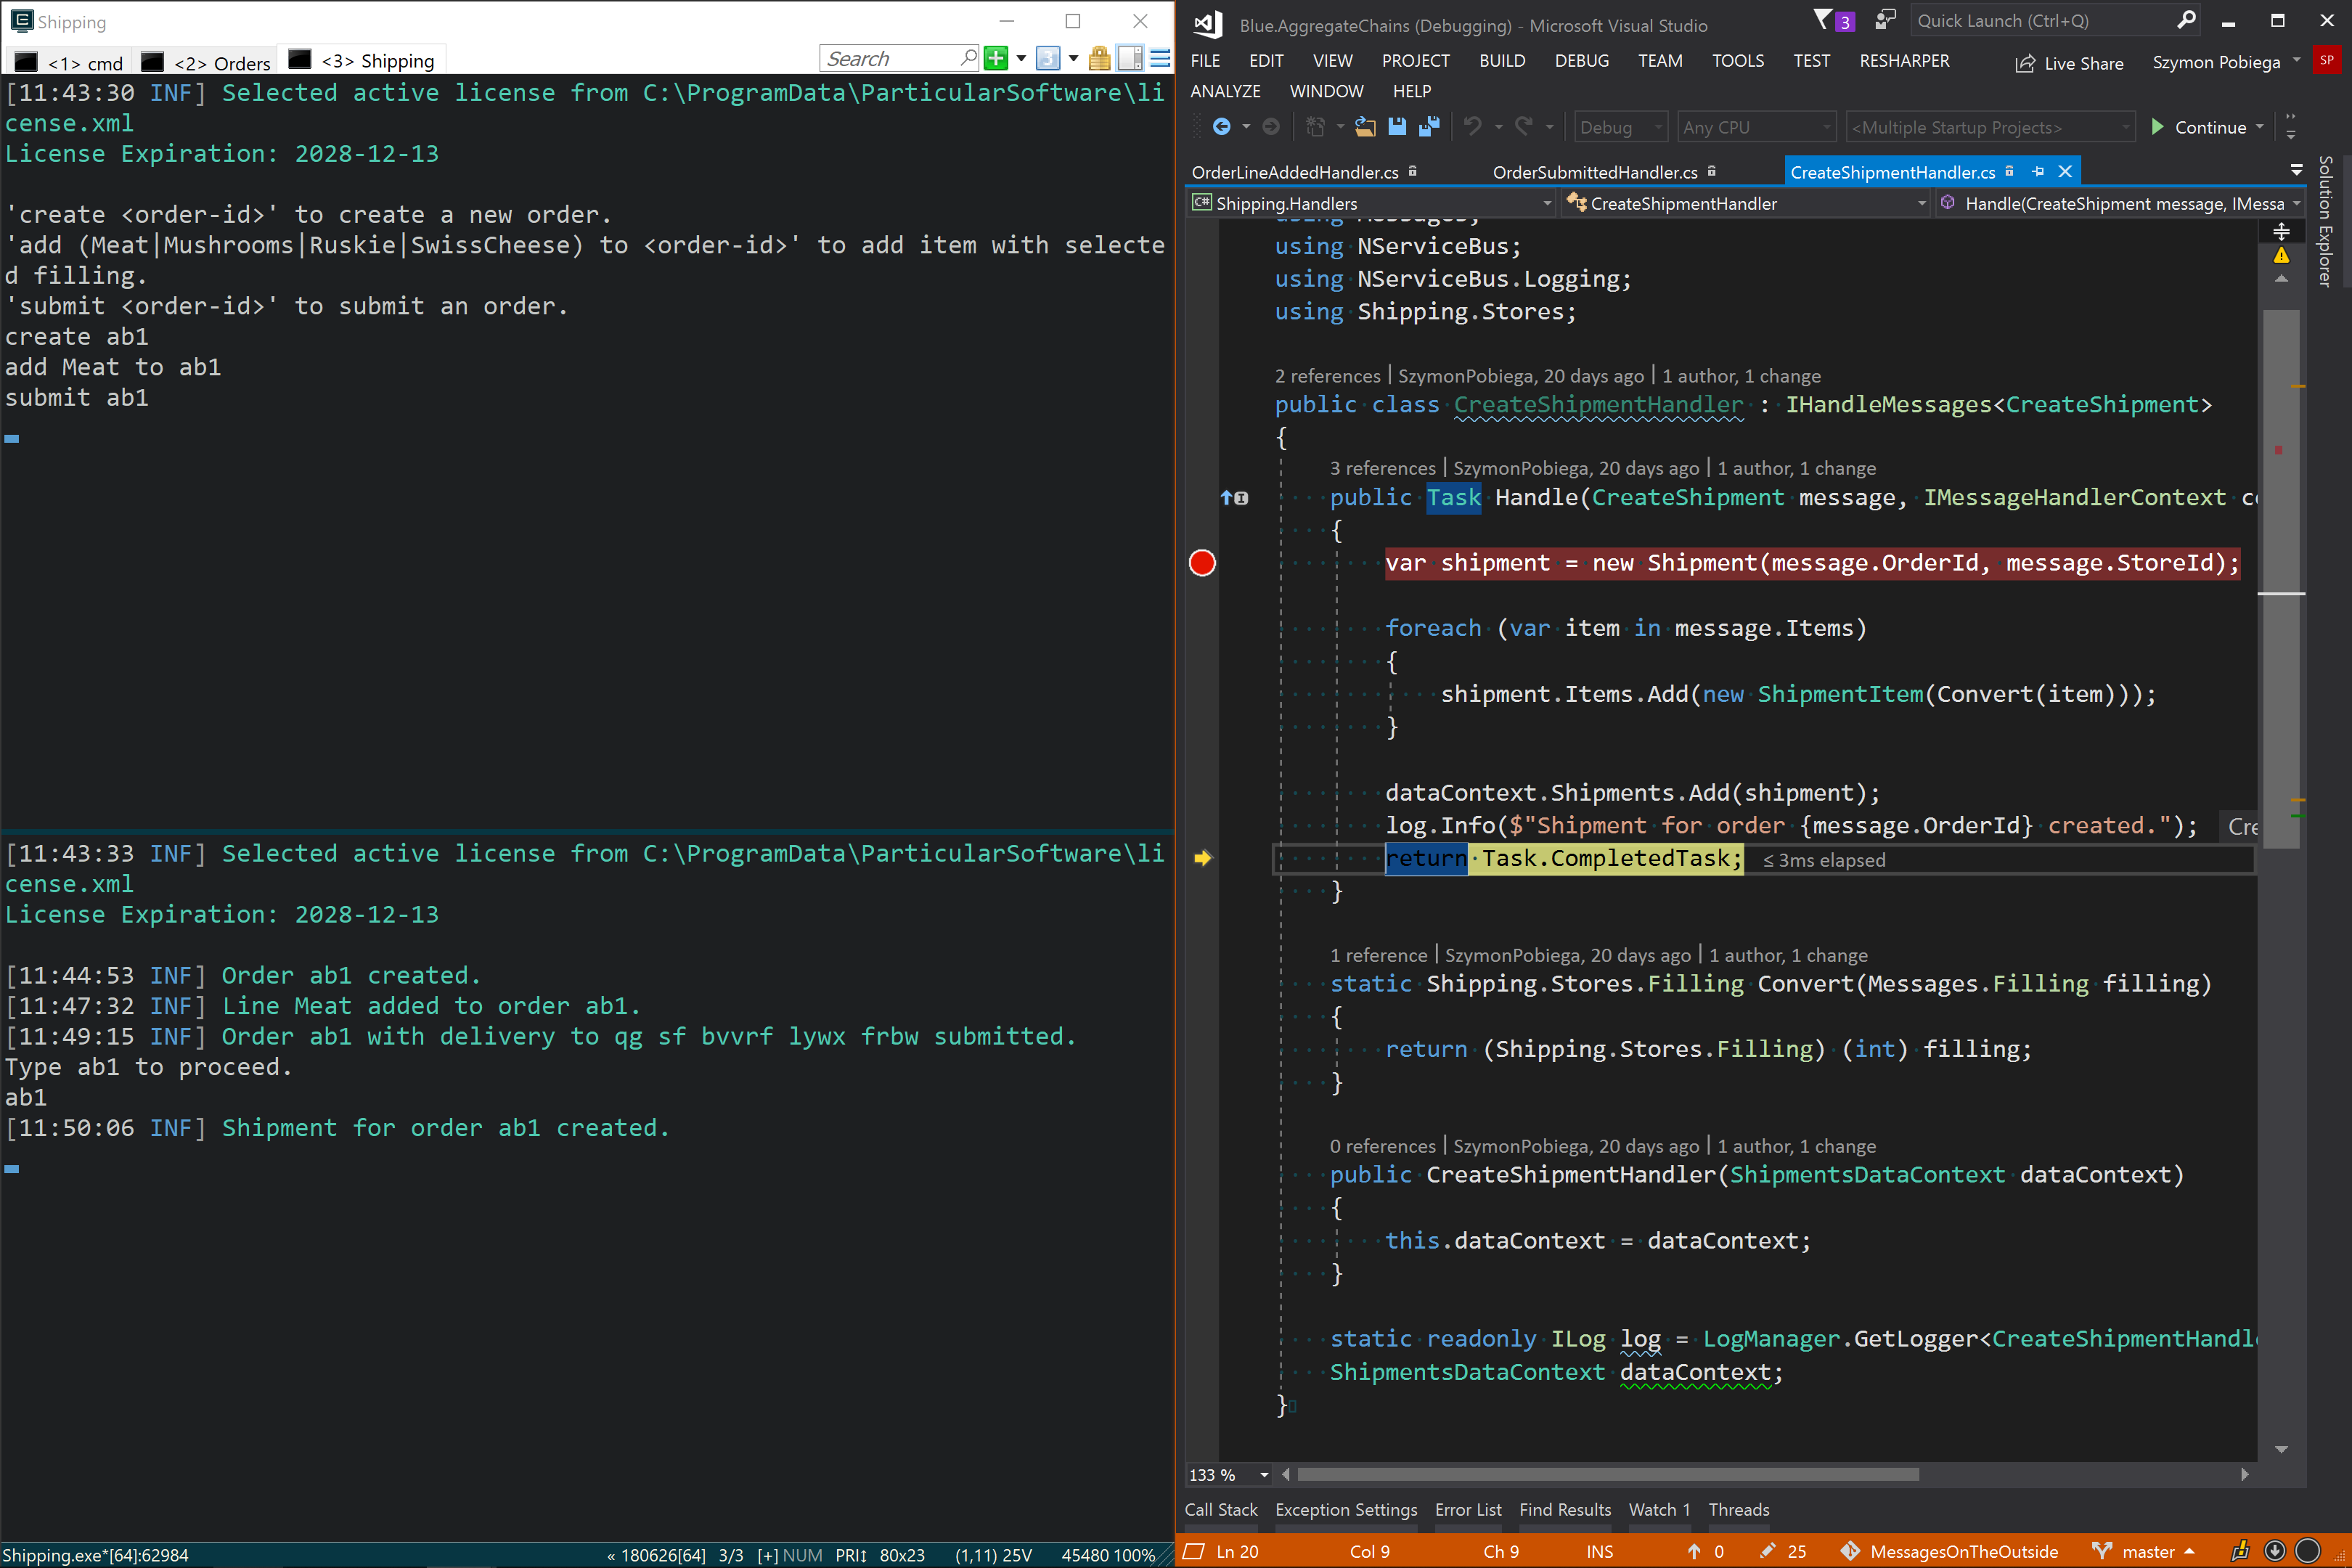 Shipping
<1> cmd
<2> Orders
<3> Shipping
Search
[11:43:30 INF] Selected active license from C:\ProgramData\ParticularSoftware\li
cense.xml
License Expiration: 2028-12-13
'create <order-id>' to create a new order.
'add (Meat|Mushrooms|Ruskie|SwissCheese) to <order-id>' to add item with selecte
d filling.
'submit <order-id>' to submit an order.
create ab1
add Meat to ab1
submit ab1
[11:43:33 INF] Selected active license from C:\ProgramData\ParticularSoftware\li
cense.xml
License Expiration: 2028-12-13
[11:44:53 INF] Order ab1 created.
[11:47:32 INF] Line Meat added to order ab1.
[11:49:15 INF] Order ab1 with delivery to qg sf bvvrf lywx frbw submitted.
Type ab1 to proceed.
ab1
[11:50:06 INF] Shipment for order ab1 created.
Shipping.exe*[64]:62984
« 180626[64] 3/3 [+] NUM PRI↕ 80x23 (1,11) 25V 45480 100%
Blue.AggregateChains (Debugging) - Microsoft Visual Studio
3
Quick Launch (Ctrl+Q)
FILE EDIT VIEW PROJECT BUILD DEBUG TEAM TOOLS TEST RESHARPER
Live Share
Szymon Pobiega
SP
ANALYZE WINDOW HELP
Debug
Any CPU
<Multiple Startup Projects>
Continue
OrderLineAddedHandler.cs
OrderSubmittedHandler.cs
CreateShipmentHandler.cs
Solution Explorer
C# Shipping.Handlers
CreateShipmentHandler
Handle(CreateShipment message, IMessa
using Messages;
using NServiceBus;
using NServiceBus.Logging;
using Shipping.Stores;
2 references | SzymonPobiega, 20 days ago | 1 author, 1 change
public class CreateShipmentHandler : IHandleMessages<CreateShipment>
{
3 references | SzymonPobiega, 20 days ago | 1 author, 1 change
public Task Handle(CreateShipment message, IMessageHandlerContext c
{
var shipment = new Shipment(message.OrderId, message.StoreId);
foreach (var item in message.Items)
{
shipment.Items.Add(new ShipmentItem(Convert(item)));
}
dataContext.Shipments.Add(shipment);
log.Info($"Shipment for order {message.OrderId} created."); Cre
return Task.CompletedTask; ≤ 3ms elapsed
}
1 reference | SzymonPobiega, 20 days ago | 1 author, 1 change
static Shipping.Stores.Filling Convert(Messages.Filling filling)
{
return (Shipping.Stores.Filling) (int) filling;
}
0 references | SzymonPobiega, 20 days ago | 1 author, 1 change
public CreateShipmentHandler(ShipmentsDataContext dataContext)
{
this.dataContext = dataContext;
}
static readonly ILog log = LogManager.GetLogger<CreateShipmentHandl
ShipmentsDataContext dataContext;
}
133 %
Call Stack Exception Settings Error List Find Results Watch 1 Threads
Ln 20 Col 9 Ch 9 INS 0 25 MessagesOnTheOutside master